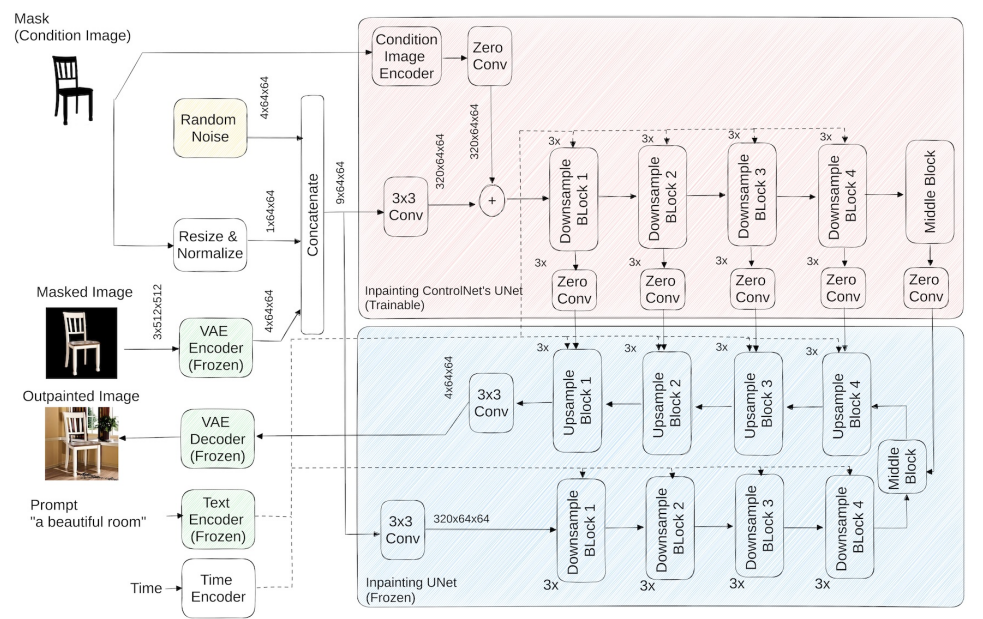 Mask
(Condition Image)
Condition
Image
Encoder
Zero
Conv
4x64x64
Random
Noise
320x64x64
320x64x64
9x64x64
3x
3x
3x
3x
Downsample
BLock 1
Downsample
BLock 2
Downsample
BLock 3
Downsample
BLock 4
Middle Block
3x3
Conv
+
Concatenate
1x64x64
Resize &
Normalize
3x
3x
3x
3x
Zero
Conv
Zero
Conv
Zero
Conv
Zero
Conv
Zero
Conv
Inpainting ControlNet's UNet
(Trainable)
Masked Image
3x512x512
4x64x64
VAE
Encoder
(Frozen)
3x
3x
3x
3x
Upsample
Block 1
Upsample
Block 2
Upsample
Block 3
Upsample
Block 4
4x64x64
3x3
Conv
Outpainted Image
VAE
Decoder
(Frozen)
Middle
Block
Prompt
"a beautiful room"
Text
Encoder
(Frozen)
3x3
Conv
320x64x64
Downsample
BLock 1
Downsample
BLock 2
Downsample
BLock 3
Downsample
BLock 4
3x
3x
3x
3x
Time
Time
Encoder
Inpainting UNet
(Frozen)